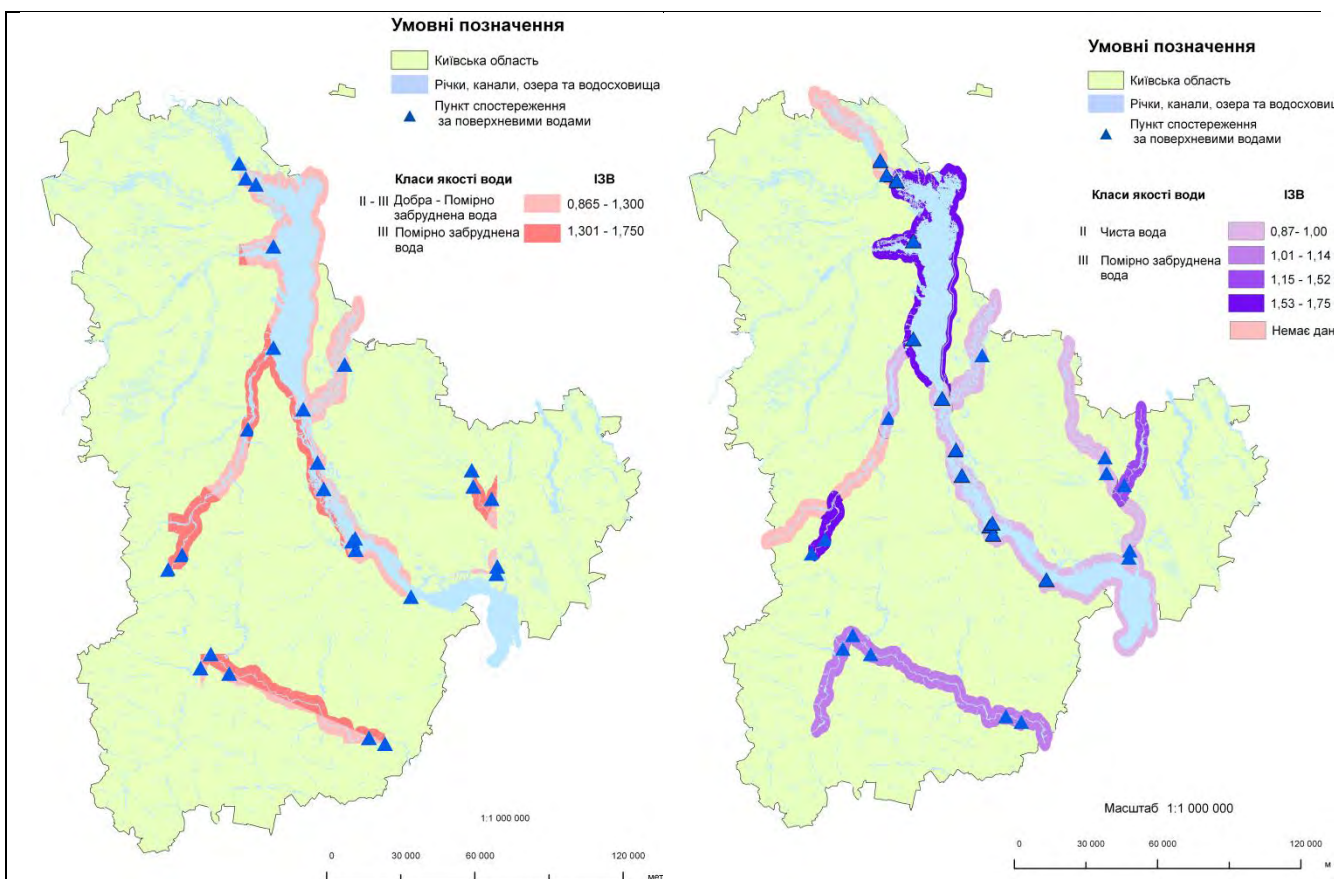 Умовні позначення
Київська область
Річки, канали, озера та водосховища
Пункт спостереження
за поверхневими водами
Класи якості води ІЗВ
II - III Добра - Помірно
забруднена вода
0,865 - 1,300
III Помірно забруднена
вода
1,301 - 1,750
1:1 000 000
0 30 000 60 000 120 000
мет
Умовні позначення
Київська область
Річки, канали, озера та водосховищ
Пункт спостереження
за поверхневими водами
Класи якості води ІЗВ
II Чиста вода 0,87- 1,00
III Помірно забруднена
вода
1,01 - 1,14
1,15 - 1,52
1,53 - 1,75
Немає дан
Масштаб 1:1 000 000
0 30 000 60 000 120 000
м